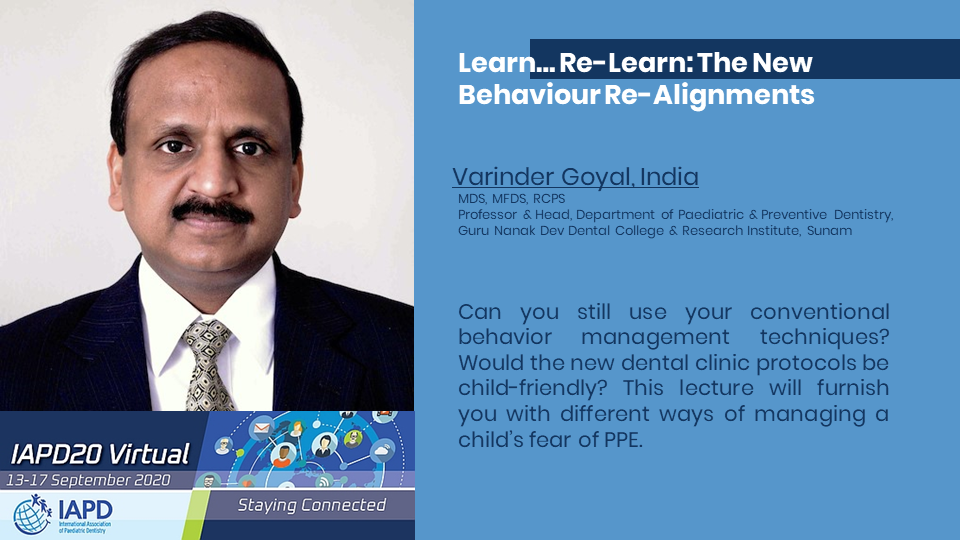 Learn... Re-Learn: The New
Behaviour Re-Alignments
Varinder Goyal, India
MDS, MFDS, RCPS
Professor & Head, Department of Paediatric & Preventive Dentistry,
Guru Nanak Dev Dental College & Research Institute, Sunam
Can you still use your conventional
behavior management techniques?
Would the new dental clinic protocols be
child-friendly? This lecture will furnish
you with different ways of managing a
child's fear of PPE.
IAPD20 Virtual
13-17 September 2020
Staying Connected
IAPD
International Association
of Paediatric Dentistry